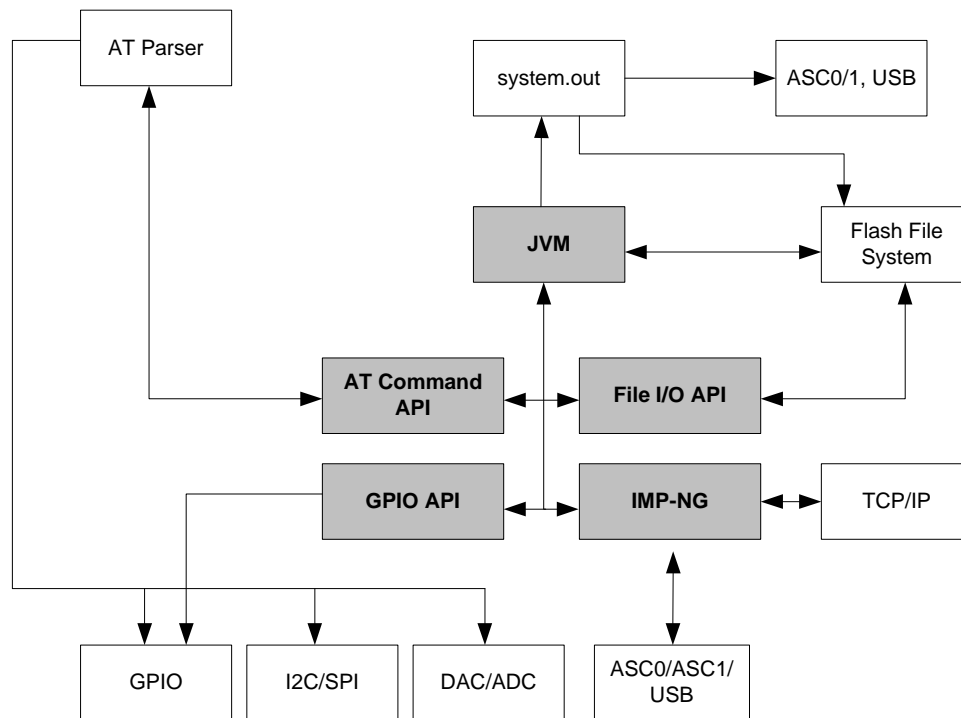 AT Parser
system.out
ASC0/1, USB
JVM
Flash File
System
AT Command
API
File I/O API
GPIO API
IMP-NG
TCP/IP
GPIO
I2C/SPI
DAC/ADC
ASC0/ASC1/
USB